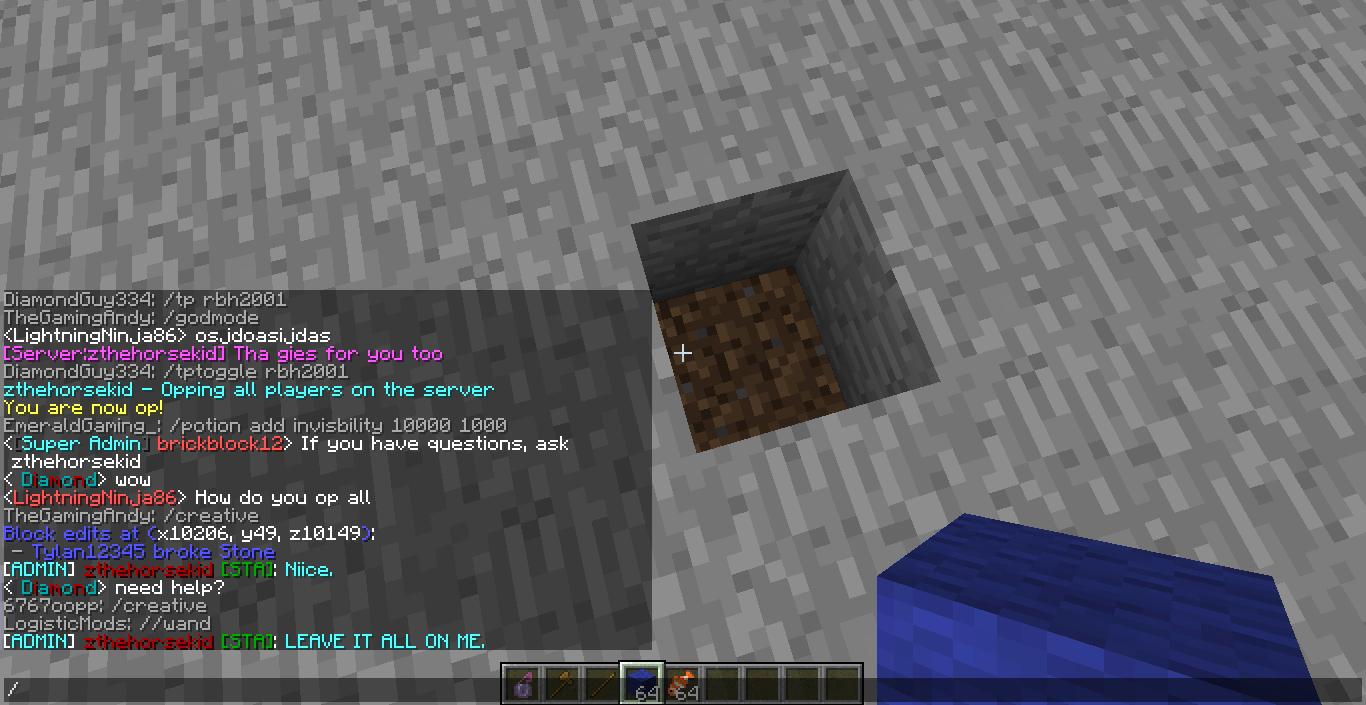 DiamondGuy334: /tp rbh2001
TheGamingAndy: /godmode
<LightningNinja86> osjdoasijdas
[Server:zthehorsekid] Tha gies for you too
DiamondGuy334: /tptoggle rbh2001
zthehorsekid - Opping all players on the server
You are now op!
EmeraldGaming_: /potion add invisbility 10000 1000
<[Super Admin] brickblock12> If you have questions, ask
zthehorsekid
< Diamond> wow
<LightningNinja86> How do you op all
TheGamingAndy: /creative
Block edits at (x10206, y49, z10149):
- Tylan12345 broke Stone
[ADMIN] zthehorsekid [STA]: Niice.
< Diamond> need help?
6767oopp: /creative
LogisticMods: //wand
[ADMIN] zthehorsekid [STA]: LEAVE IT ALL ON ME.
64 64
/